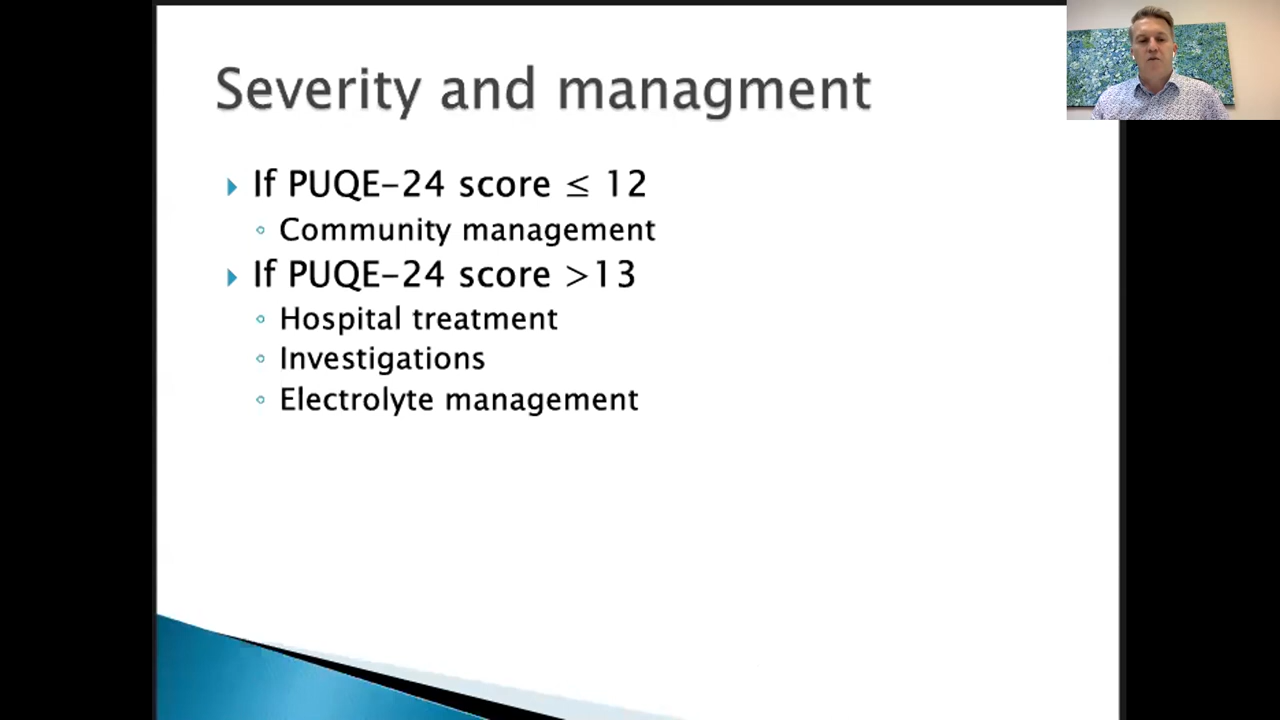 Severity and managment
If PUQE-24 score ≤ 12
Community management
If PUQE-24 score >13
Hospital treatment
Investigations
Electrolyte management